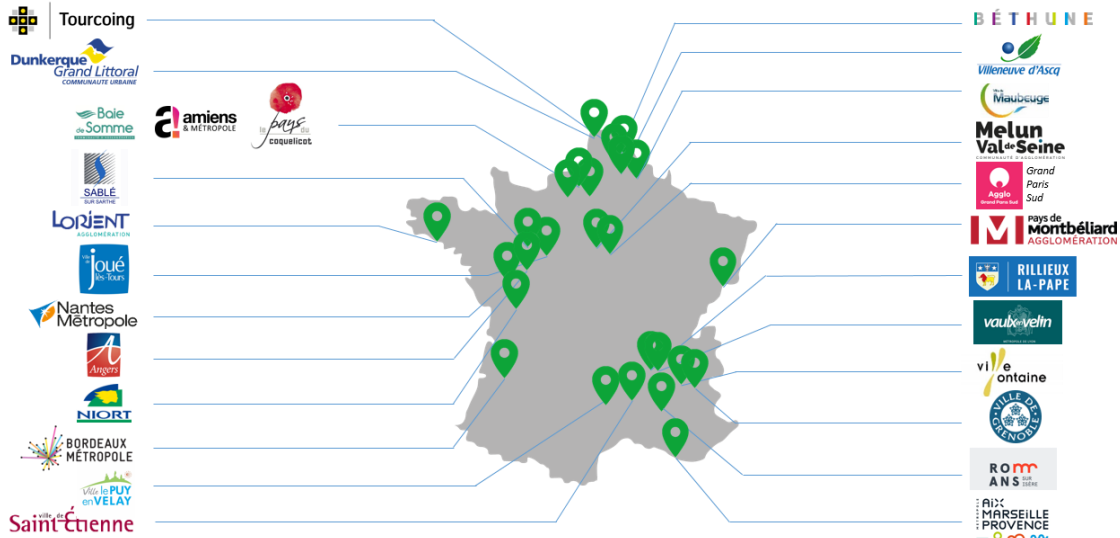 Tourcoing
Dunkerque
Grand Littoral
COMMUNAUTE URBAINE
Baie
de Somme
amiens
& MÉTROPOLE
le pays du
coquelicot
SABLÉ
SUR SARTHE
LORIENT
AGGLOMÉRATION
Ville de
joué
lès-Tours
Nantes
Métropole
Angers
NIORT
BORDEAUX
MÉTROPOLE
Ville le PUY
en VELAY
ville de
Saint-Étienne
BÉTHUNE
Villeneuve d'Ascq
Maubeuge
Melun
Val de Seine
COMMUNAUTÉ D'AGGLOMÉRATION
Agglo
Grand Paris Sud
Grand
Paris
Sud
pays de
Montbéliard
AGGLOMÉRATION
RILLIEUX
LA-PAPE
vaulx-en-velin
ville
fontaine
VILLE DE
GRENOBLE
ROMANS
SUR
ISÈRE
AIX
MARSEILLE
PROVENCE